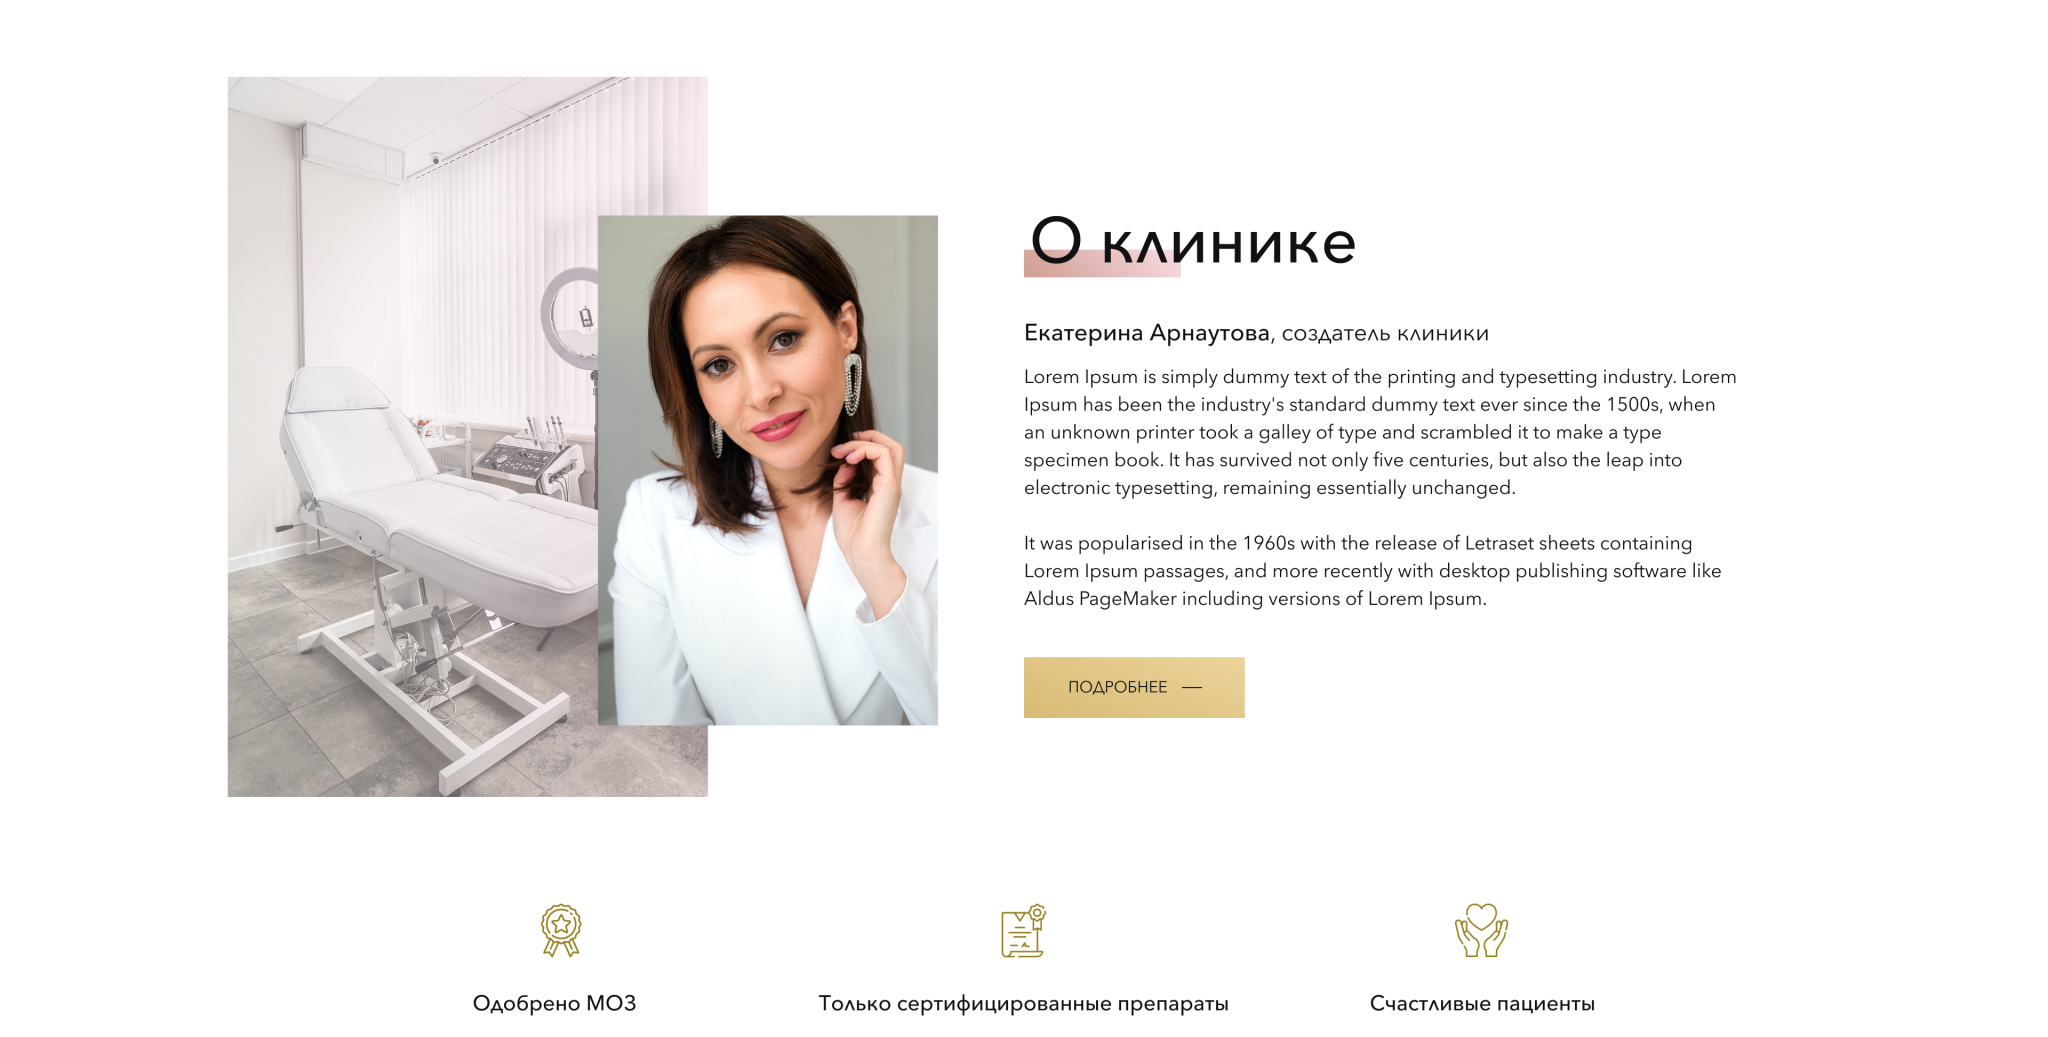 О клинике
Екатерина Арнаутова, создатель клиники
Lorem Ipsum is simply dummy text of the printing and typesetting industry. Lorem
Ipsum has been the industry's standard dummy text ever since the 1500s, when
an unknown printer took a galley of type and scrambled it to make a type
specimen book. It has survived not only five centuries, but also the leap into
electronic typesetting, remaining essentially unchanged.
It was popularised in the 1960s with the release of Letraset sheets containing
Lorem Ipsum passages, and more recently with desktop publishing software like
Aldus PageMaker including versions of Lorem Ipsum.
ПОДРОБНЕЕ —
Одобрено МОЗ
Только сертифицированные препараты
Счастливые пациенты